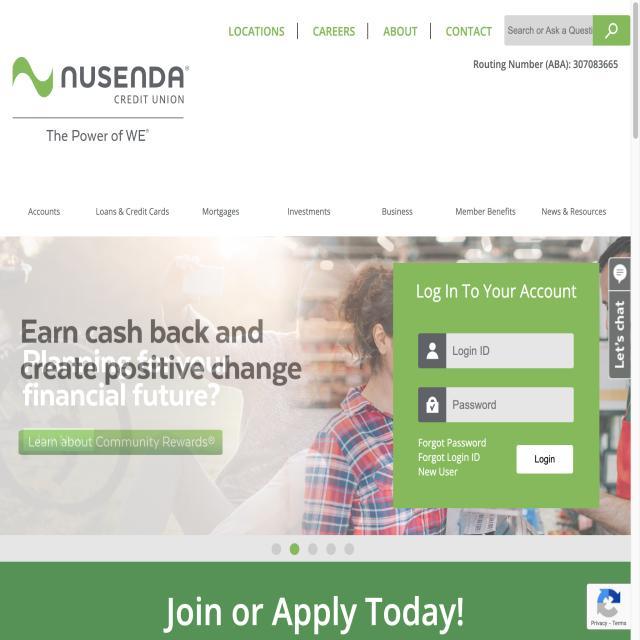 LOCATIONS
CAREERS
ABOUT
CONTACT
Search or Ask a Questi
Routing Number (ABA): 307083665
NUSENDA®
CREDIT UNION
The Power of WE®
Accounts
Loans & Credit Cards
Mortgages
Investments
Business
Member Benefits
News & Resources
Earn cash back and
create positive change
Planning for your
financial future?
Learn about Community Rewards®
Log In To Your Account
Login ID
Password
Forgot Password
Forgot Login ID
New User
Login
Let's chat
Join or Apply Today!
Privacy - Terms